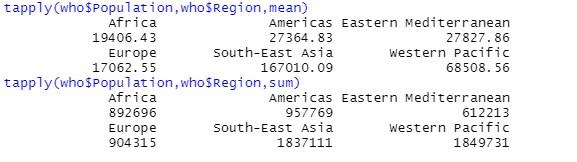 tapply(who$Population,who$Region,mean)
Africa Americas Eastern Mediterranean
19406.43 27364.83 27827.86
Europe South-East Asia Western Pacific
17062.55 167010.09 68508.56
tapply(who$Population,who$Region,sum)
Africa Americas Eastern Mediterranean
892696 957769 612213
Europe South-East Asia Western Pacific
904315 1837111 1849731